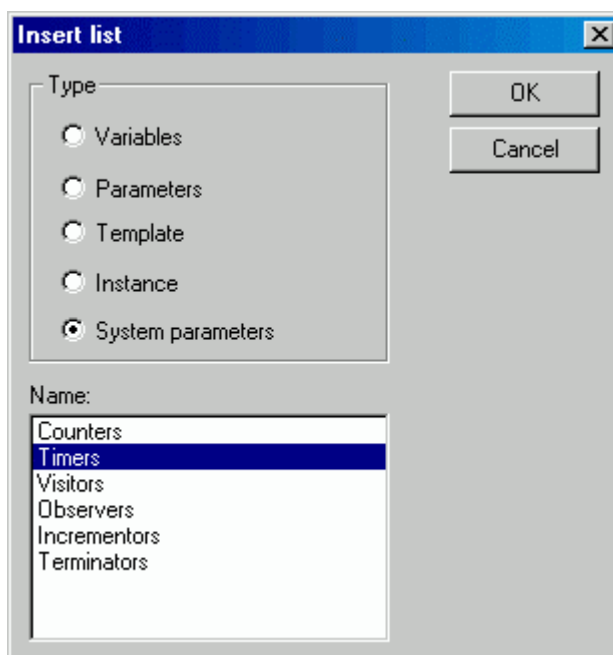 Insert list
Type
Variables
Parameters
Template
Instance
System parameters
OK
Cancel
Name:
Counters
Timers
Visitors
Observers
Incrementors
Terminators